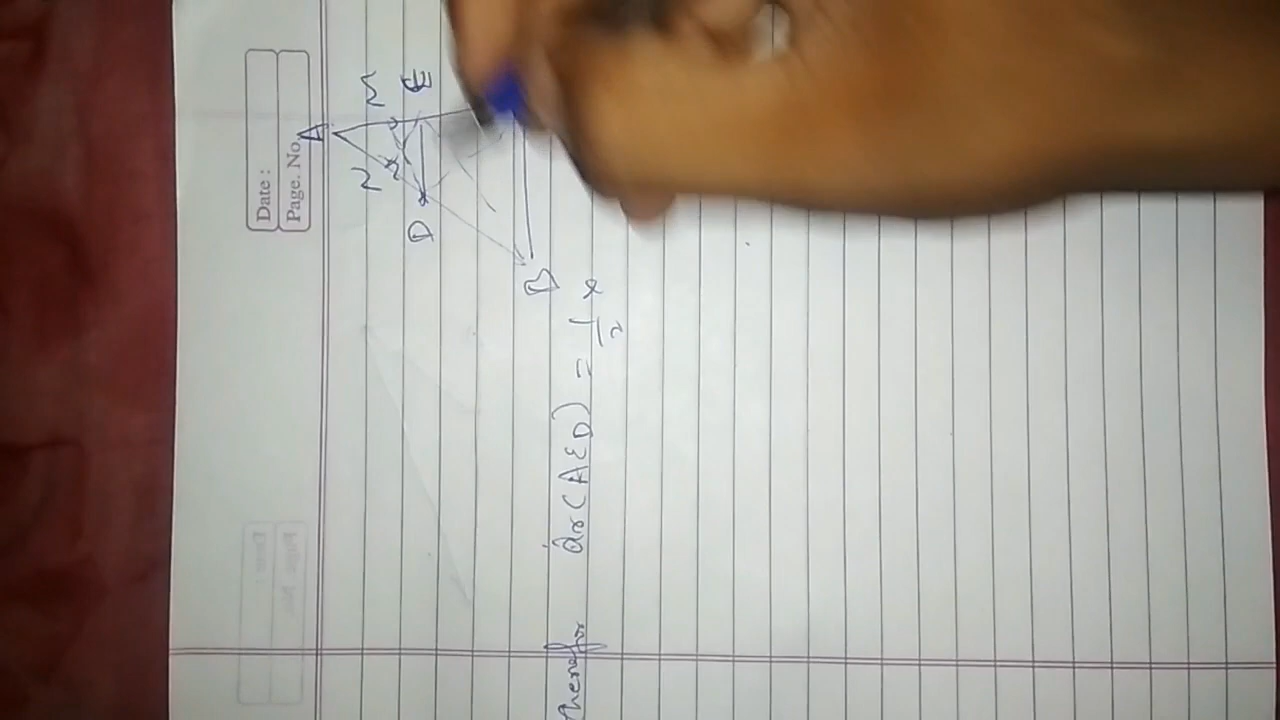 Date :
Page. No.
A
M
E
N
D
B
Therefor ar(AED) = 1/2 ×